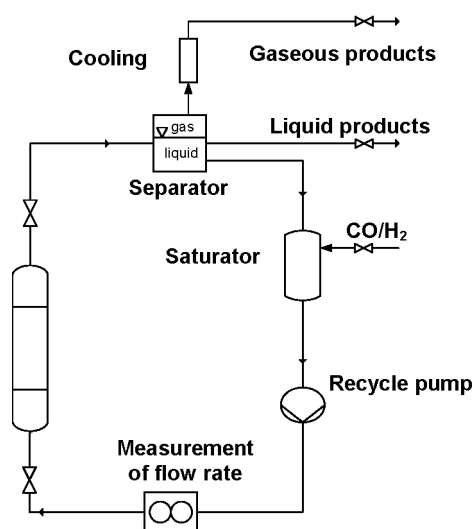 Cooling
Gaseous products
gas
liquid
Liquid products
Separator
CO/H₂
Saturator
Recycle pump
Measurement
of flow rate